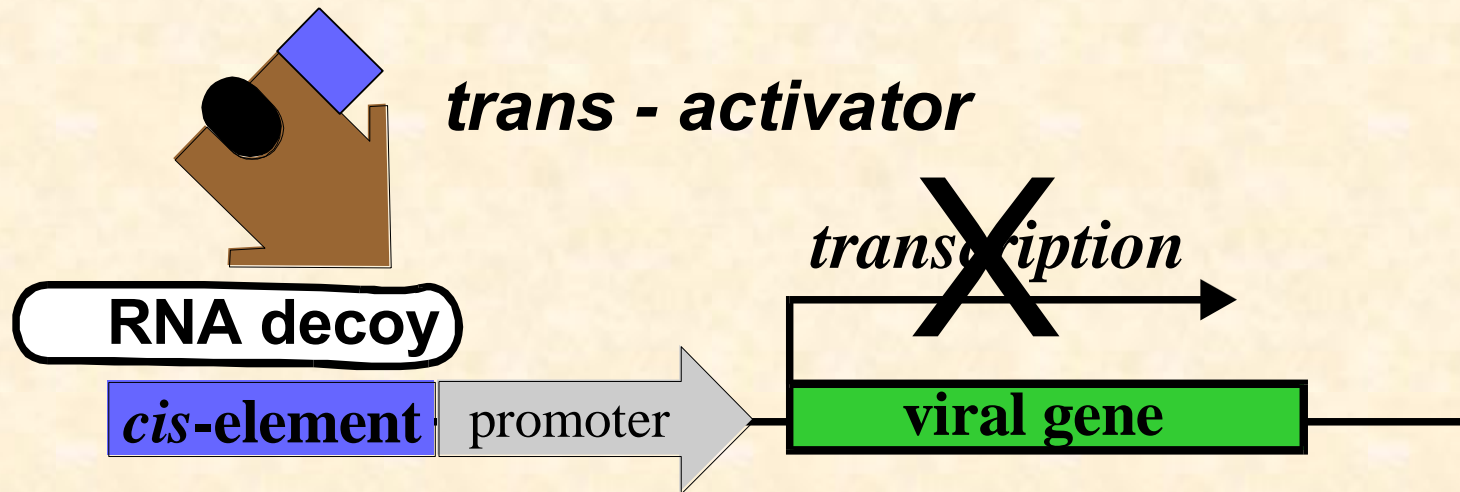 trans - activator
transcription
X
RNA decoy
cis-element
promoter
viral gene